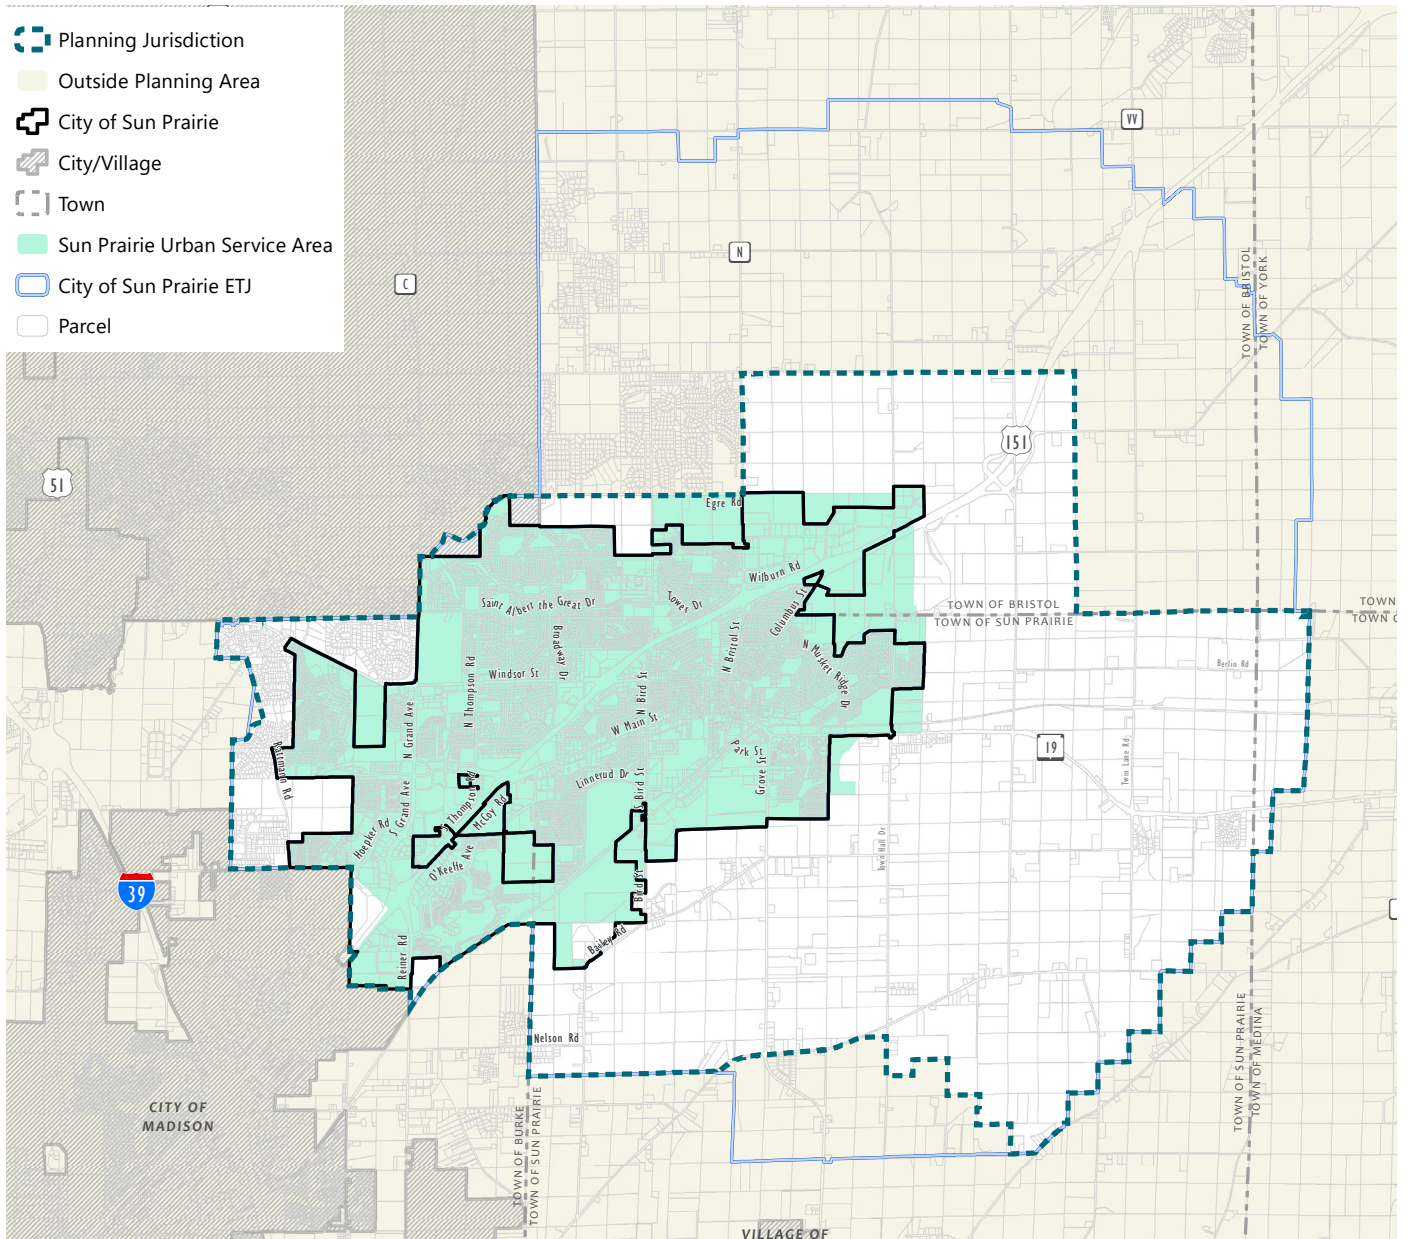 Planning Jurisdiction
Outside Planning Area
City of Sun Prairie
City/Village
Town
Sun Prairie Urban Service Area
City of Sun Prairie ETJ
Parcel
VV
N
C
TOWN OF BRISTOL
TOWN OF YORK
151
51
Egre Rd
Wilburn Rd
Saint Albert the Great Dr
Tower Dr
Columbus St
TOWN OF BRISTOL
TOWN OF SUN PRAIRIE
TOWN
TOWN
Broadway Dr
N Bristol St
N Musket Ridge Dr
Berlin Rd
Windsor St
N Thompson Rd
N Bird St
N Grand Ave
W Main St
Park St
19
Twin Lane Rd
Rattmann Rd
Linnerud Dr
Grove St
S Bird St
S Thompson Rd
McCoy Rd
S Grand Ave
Hoepker Rd
Town Hall Dr
O'Keeffe Ave
39
Bird St
Bailey Rd
Reiner Rd
Nelson Rd
TOWN OF SUN PRAIRIE
TOWN OF MEDINA
CITY OF
MADISON
TOWN OF BURKE
TOWN OF SUN PRAIRIE
VILLAGE OF